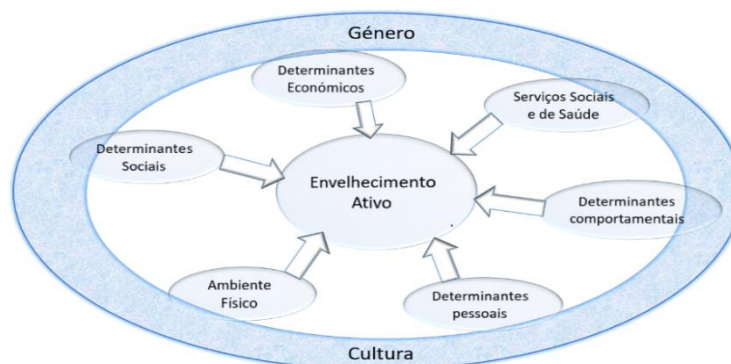 Género
Determinantes
Económicos
Serviços Sociais
e de Saúde
Determinantes
Sociais
Envelhecimento
Ativo
Determinantes
comportamentais
Ambiente
Físico
Determinantes
pessoais
Cultura